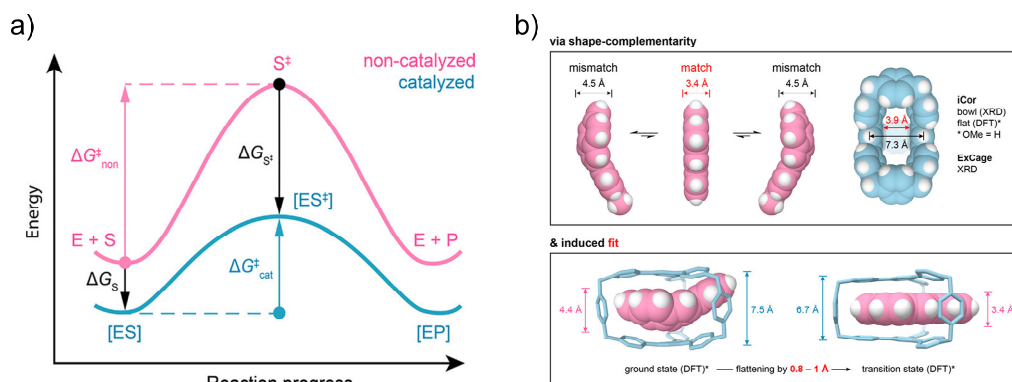 a)
non-catalyzed
catalyzed
S‡
ΔG‡non
ΔGS‡
[ES‡]
E + S
E + P
ΔGS
ΔG‡cat
[ES]
[EP]
Energy
Reaction progress
b)
via shape-complementarity
mismatch
match
mismatch
4.5 Å
3.4 Å
4.5 Å
3.9 Å
7.3 Å
iCor
bowl (XRD)
flat (DFT)*
* OMe = H
ExCage
XRD
& induced fit
4.4 Å
7.5 Å
6.7 Å
3.4 Å
ground state (DFT)* flattening by 0.8 – 1 Å transition state (DFT)*